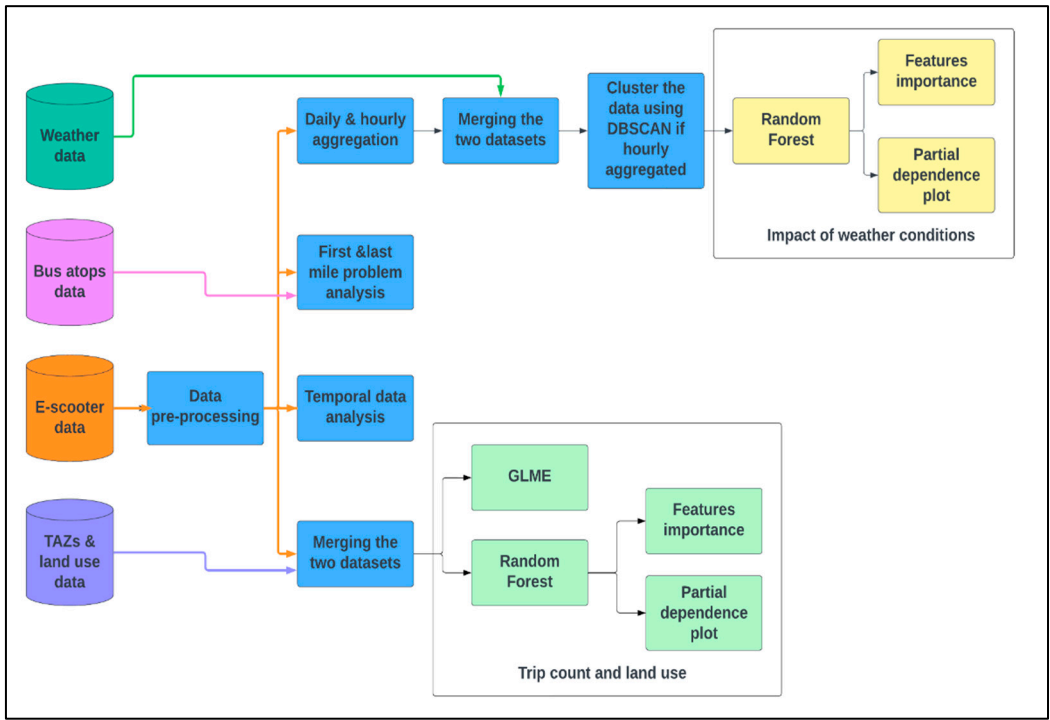 Weather
data
Daily & hourly
aggregation
Merging the
two datasets
Cluster the
data using
DBSCAN if
hourly
aggregated
Random
Forest
Features
importance
Partial
dependence
plot
Impact of weather conditions
Bus atops
data
First &last
mile problem
analysis
E-scooter
data
Data
pre-processing
Temporal data
analysis
TAZs &
land use
data
Merging the
two datasets
GLME
Random
Forest
Features
importance
Partial
dependence
plot
Trip count and land use